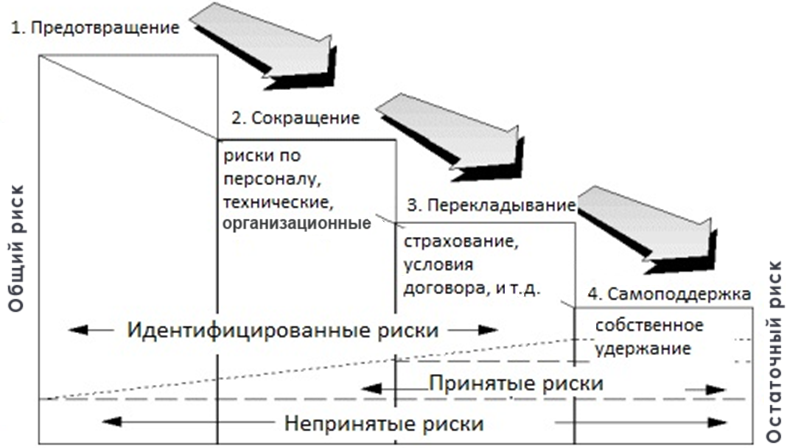 1. Предотвращение
2. Сокращение
риски по
персоналу,
технические,
организационные
3. Перекладывание
страхование,
условия
договора, и т.д.
4. Самоподдержка
собственное
удержание
Общий риск
Остаточный риск
Идентифицированные риски
Принятые риски
Непринятые риски